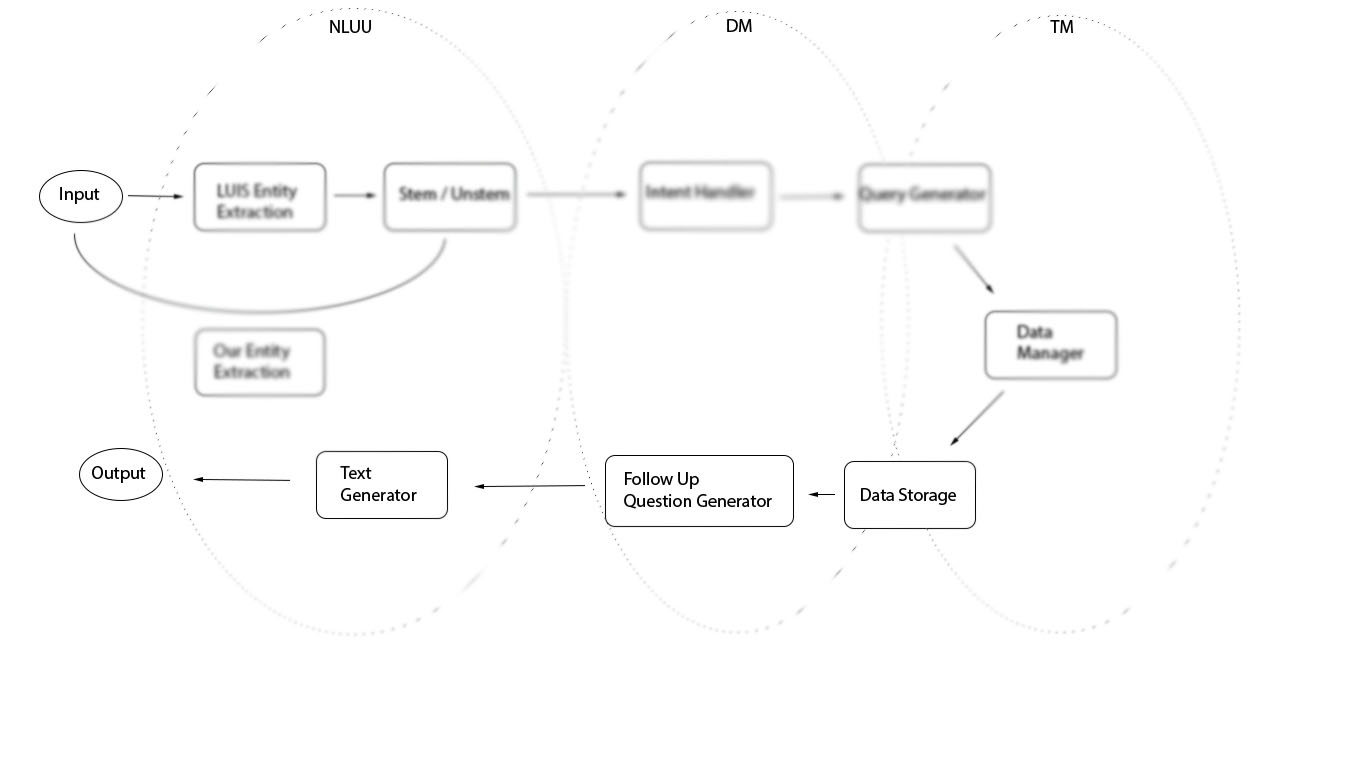 NLUU
DM
TM
Input
LUIS Entity
Extraction
Stem / Unstem
Intent Handler
Query Generator
Data
Manager
Our Entity
Extraction
Output
Text
Generator
Follow Up
Question Generator
Data Storage